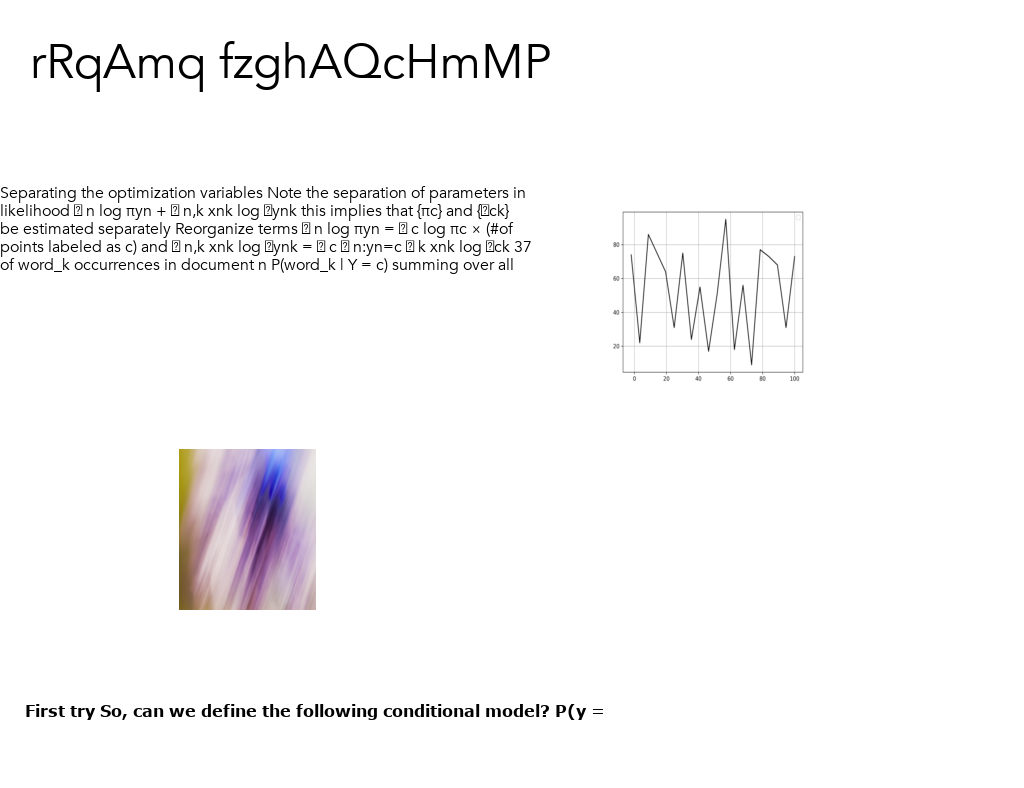 rRqAmq fzghAQcHmMP
Separating the optimization variables Note the separation of parameters in
likelihood n log πyn + n,k xnk log ynk this implies that {πc} and { ck}
be estimated separately Reorganize terms n log πyn = c log πc × (#of
points labeled as c) and n,k xnk log ynk = c n:yn=c k xnk log ck 37
of word_k occurrences in document n P(word_k | Y = c) summing over all
80
60
40
20
0 20 40 60 80 100
First try So, can we define the following conditional model? P(y =